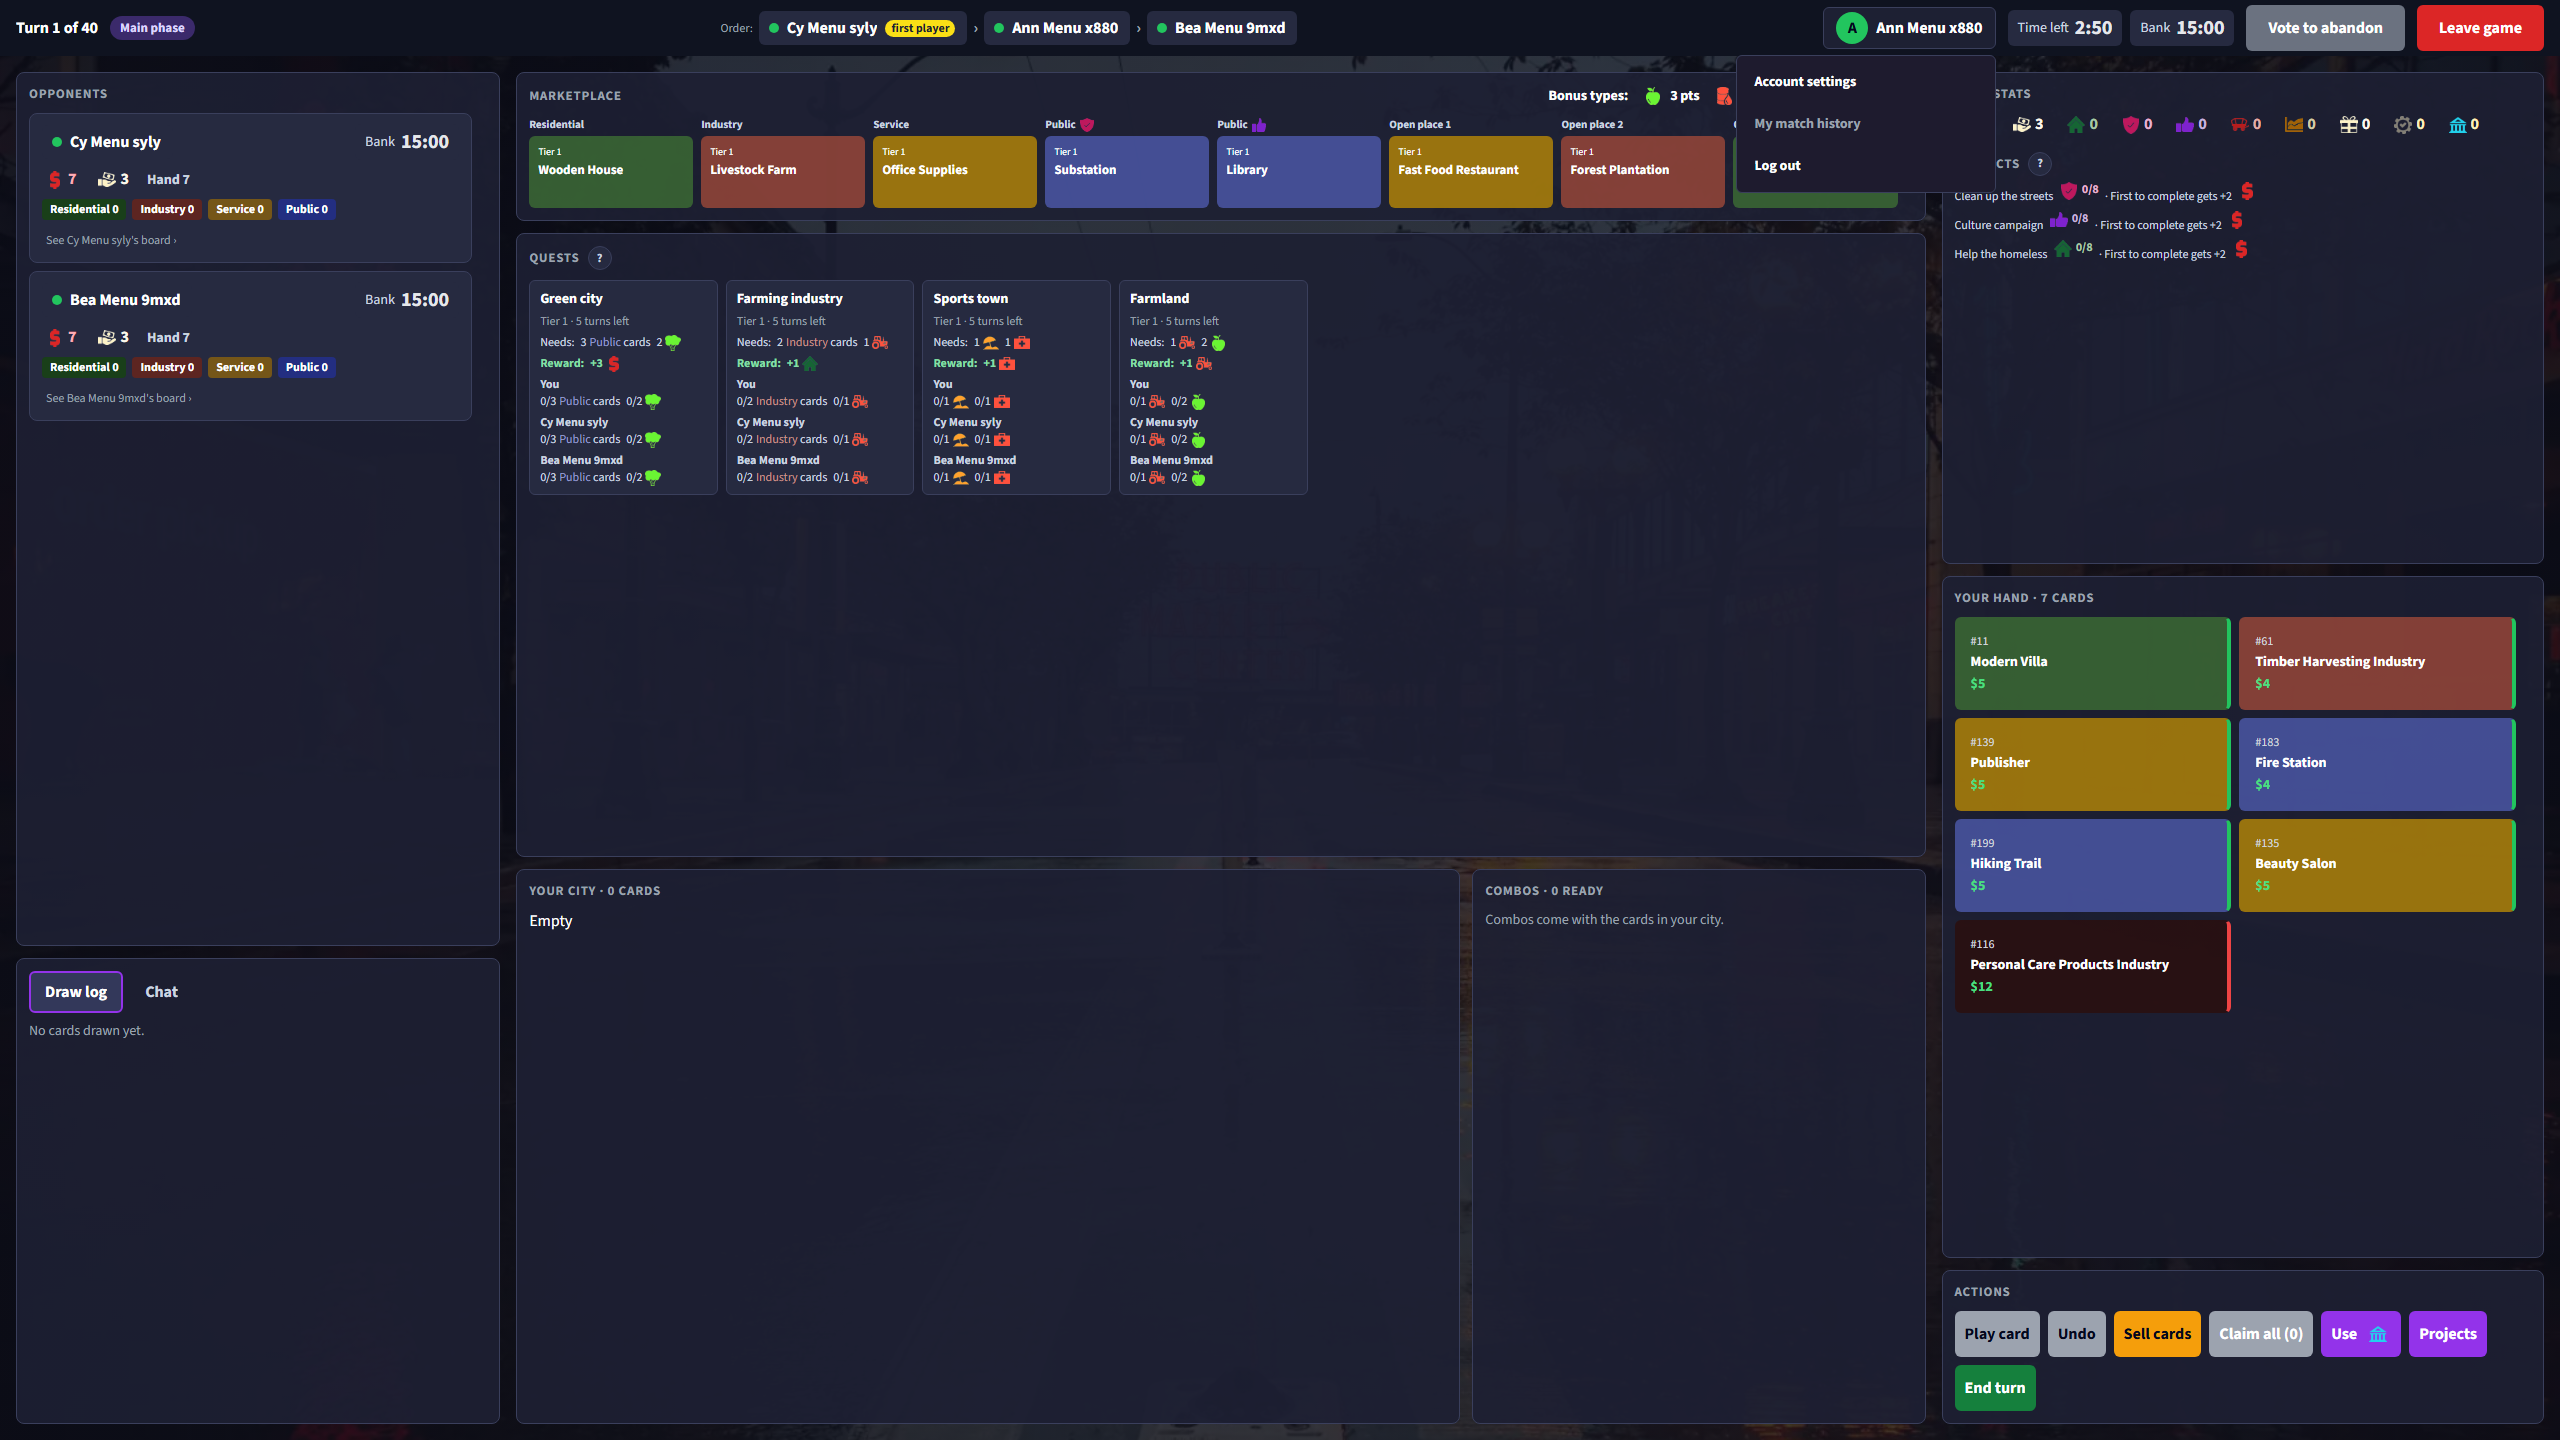 Turn 1 of 40 Main phase
Order: Cy Menu syly first player › Ann Menu x880 › Bea Menu 9mxd
A Ann Menu x880
Time left 2:50
Bank 15:00
Vote to abandon
Leave game
Account settings
My match history
Log out
OPPONENTS
Cy Menu syly Bank 15:00
7 3 Hand 7
Residential 0 Industry 0 Service 0 Public 0
See Cy Menu syly's board ›
Bea Menu 9mxd Bank 15:00
7 3 Hand 7
Residential 0 Industry 0 Service 0 Public 0
See Bea Menu 9mxd's board ›
Draw log Chat
No cards drawn yet.
MARKETPLACE
Bonus types: 3 pts
Residential
Tier 1
Wooden House
Industry
Tier 1
Livestock Farm
Service
Tier 1
Office Supplies
Public
Tier 1
Substation
Public
Tier 1
Library
Open place 1
Tier 1
Fast Food Restaurant
Open place 2
Tier 1
Forest Plantation
QUESTS ?
Green city
Tier 1 · 5 turns left
Needs: 3 Public cards 2
Reward: +3
You
0/3 Public cards 0/2
Cy Menu syly
0/3 Public cards 0/2
Bea Menu 9mxd
0/3 Public cards 0/2
Farming industry
Tier 1 · 5 turns left
Needs: 2 Industry cards 1
Reward: +1
You
0/2 Industry cards 0/1
Cy Menu syly
0/2 Industry cards 0/1
Bea Menu 9mxd
0/2 Industry cards 0/1
Sports town
Tier 1 · 5 turns left
Needs: 1 1
Reward: +1
You
0/1 0/1
Cy Menu syly
0/1 0/1
Bea Menu 9mxd
0/1 0/1
Farmland
Tier 1 · 5 turns left
Needs: 1 2
Reward: +1
You
0/1 0/2
Cy Menu syly
0/1 0/2
Bea Menu 9mxd
0/1 0/2
YOUR CITY · 0 CARDS
Empty
COMBOS · 0 READY
Combos come with the cards in your city.
STATS
3 0 0 0 0 0 0 0 0
CTS ?
Clean up the streets 0/8 · First to complete gets +2
Culture campaign 0/8 · First to complete gets +2
Help the homeless 0/8 · First to complete gets +2
YOUR HAND · 7 CARDS
#11
Modern Villa
$5
#61
Timber Harvesting Industry
$4
#139
Publisher
$5
#183
Fire Station
$4
#199
Hiking Trail
$5
#135
Beauty Salon
$5
#116
Personal Care Products Industry
$12
ACTIONS
Play card Undo Sell cards Claim all (0) Use Projects
End turn